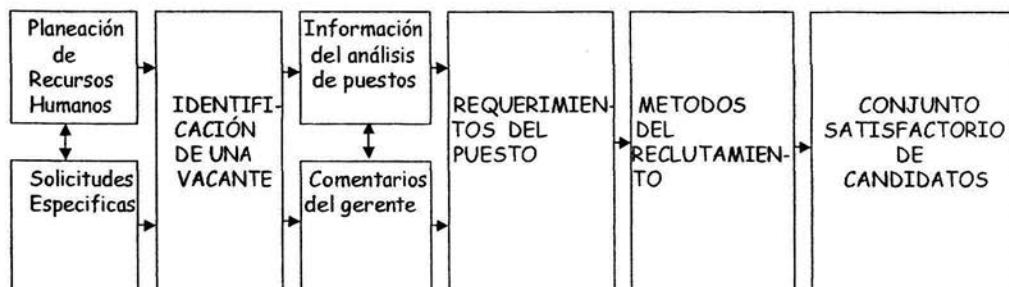 Planeación
de
Recursos
Humanos
Solicitudes
Especificas
IDENTIFI-
CACIÓN
DE UNA
VACANTE
Información
del análisis
de puestos
Comentarios
del gerente
REQUERIMIEN-
TOS DEL
PUESTO
METODOS
DEL
RECLUTAMIEN-
TO
CONJUNTO
SATISFACTORIO
DE
CANDIDATOS